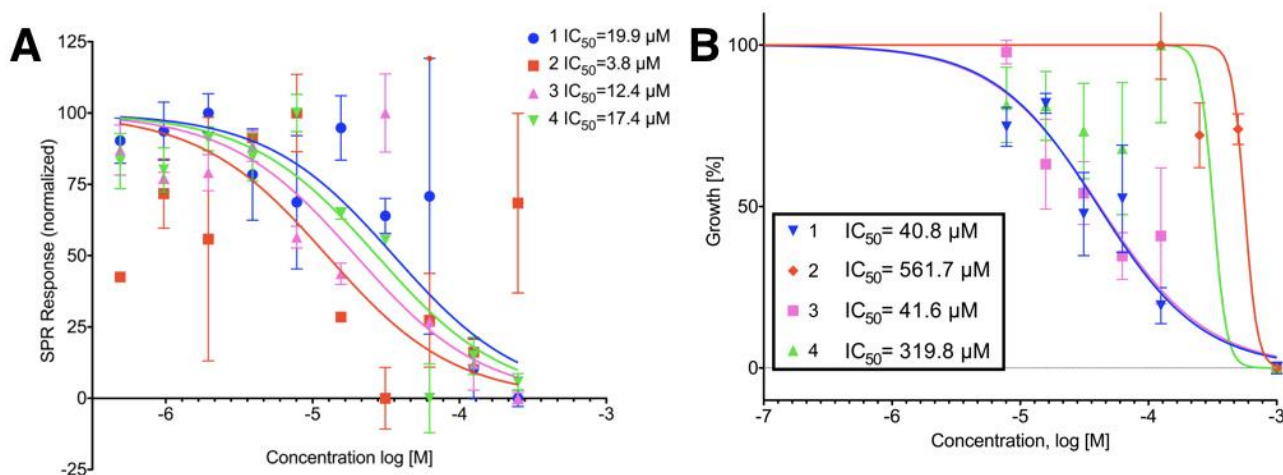 A
125
100
75
50
25
0
-25
-6
-5
-4
-3
SPR Response (normalized)
Concentration log [M]
1 IC50=19.9 μM
2 IC50=3.8 μM
3 IC50=12.4 μM
4 IC50=17.4 μM
B
100
50
0
-7
-6
-5
-4
-3
Growth [%]
Concentration, log [M]
1 IC50= 40.8 μM
2 IC50= 561.7 μM
3 IC50= 41.6 μM
4 IC50= 319.8 μM